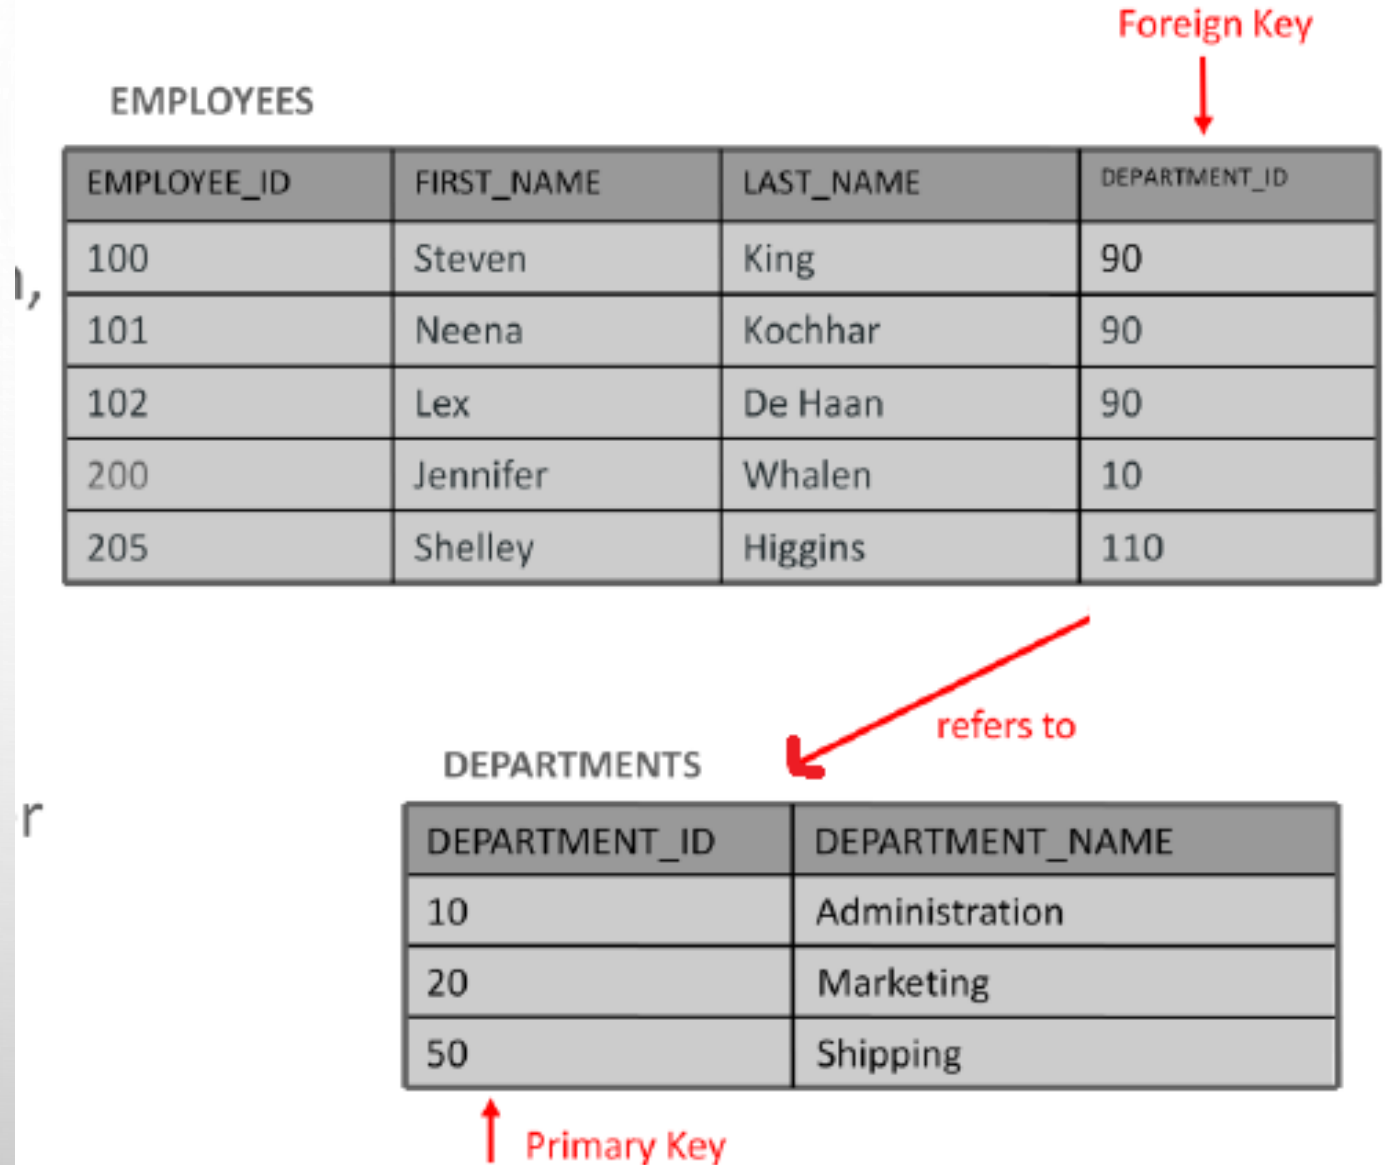 Foreign Key
EMPLOYEES
EMPLOYEE_ID FIRST_NAME LAST_NAME DEPARTMENT_ID
100 Steven King 90
101 Neena Kochhar 90
102 Lex De Haan 90
200 Jennifer Whalen 10
205 Shelley Higgins 110
refers to
DEPARTMENTS
DEPARTMENT_ID DEPARTMENT_NAME
10 Administration
20 Marketing
50 Shipping
Primary Key